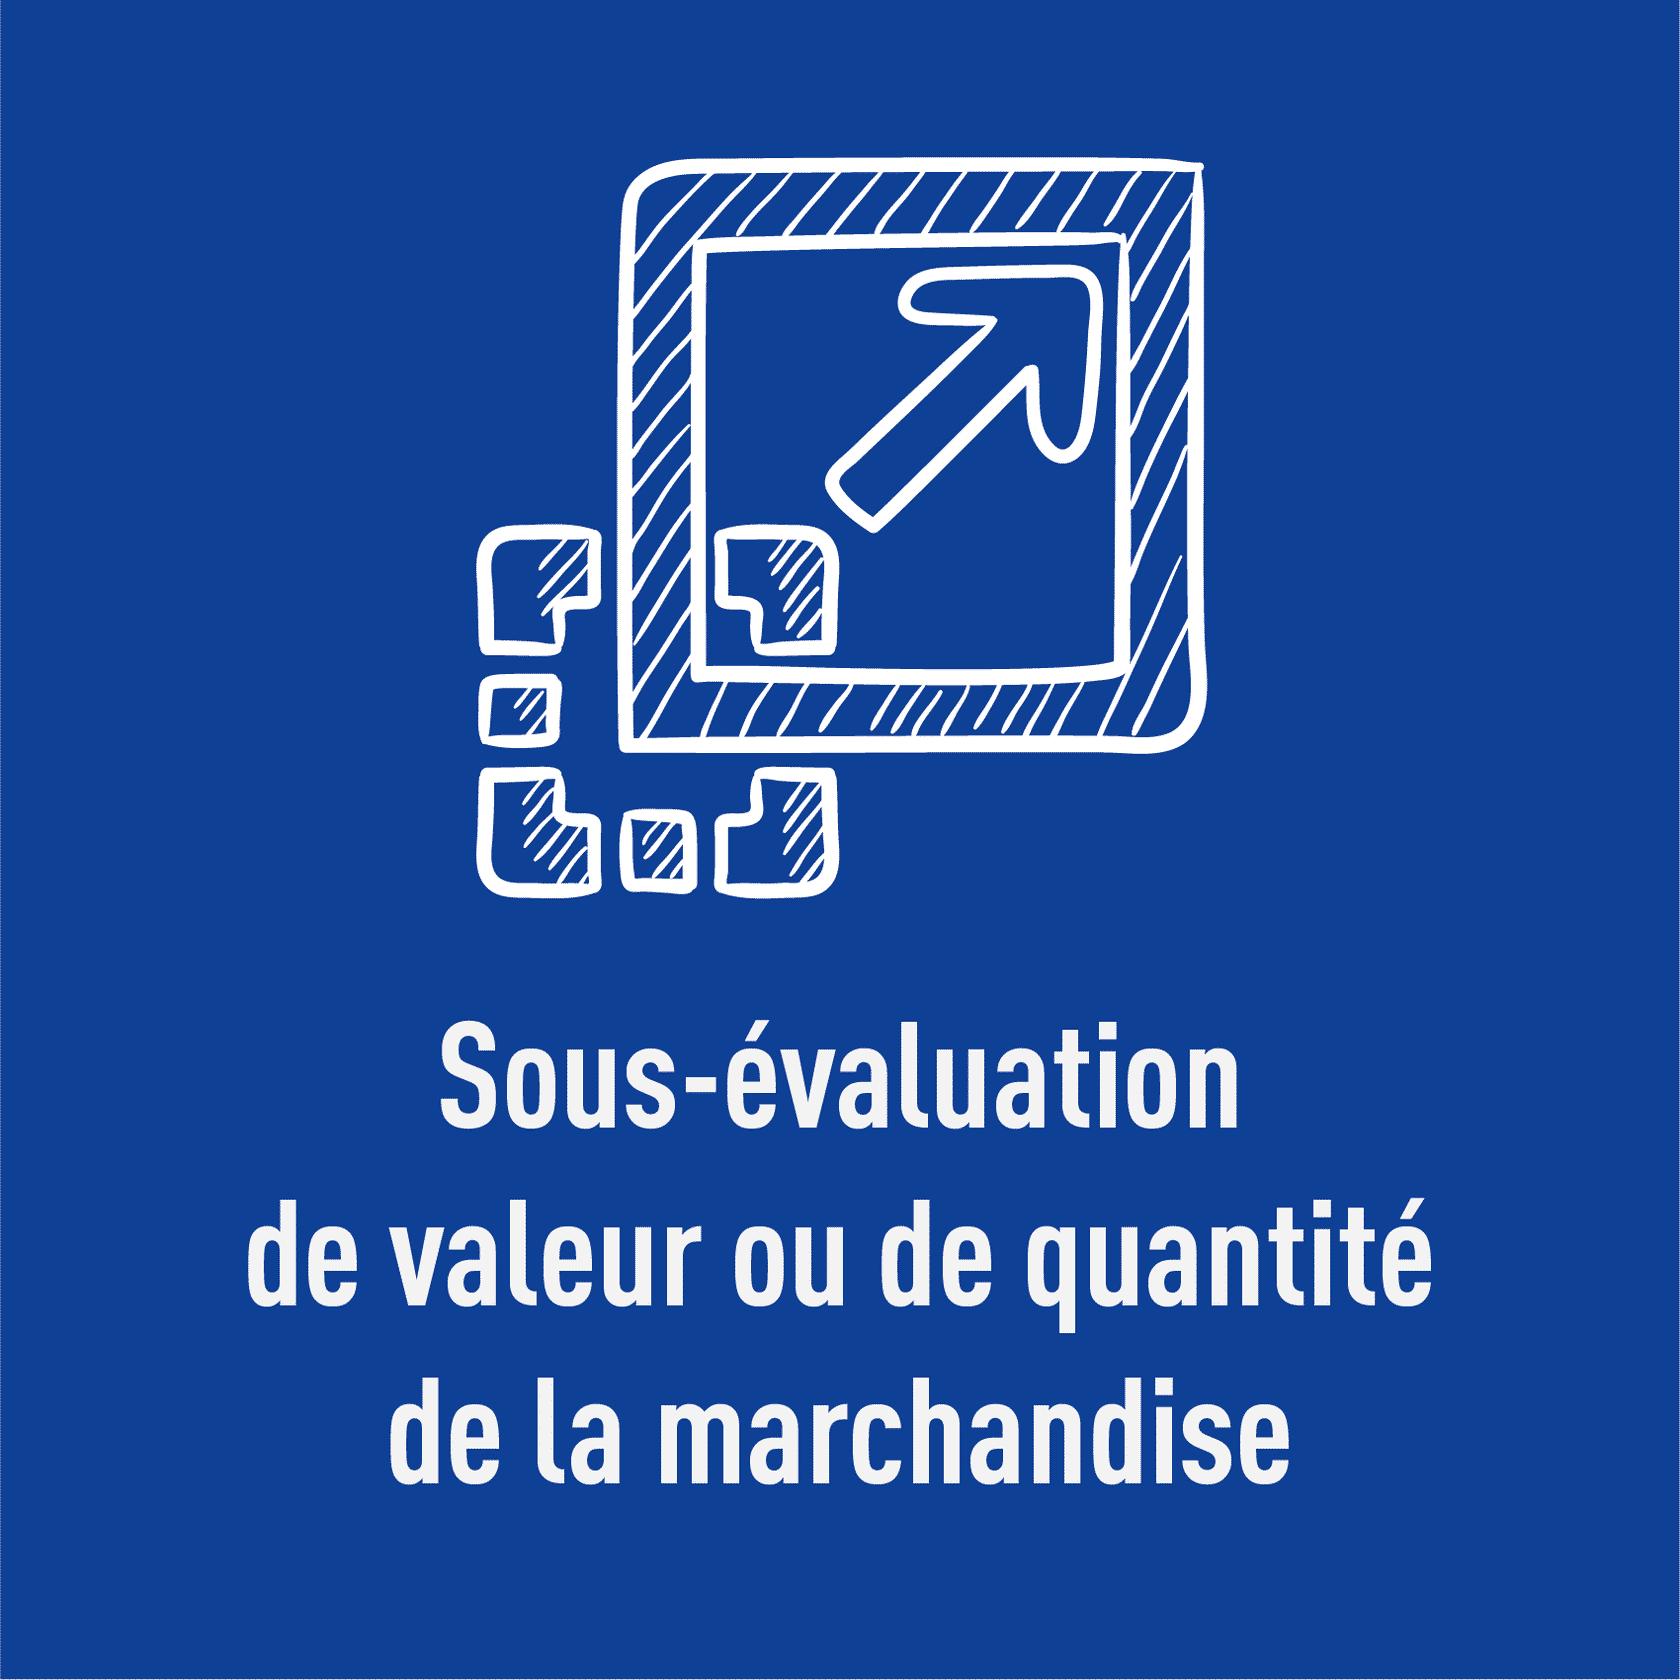 Sous-évaluation
de valeur ou de quantité
de la marchandise